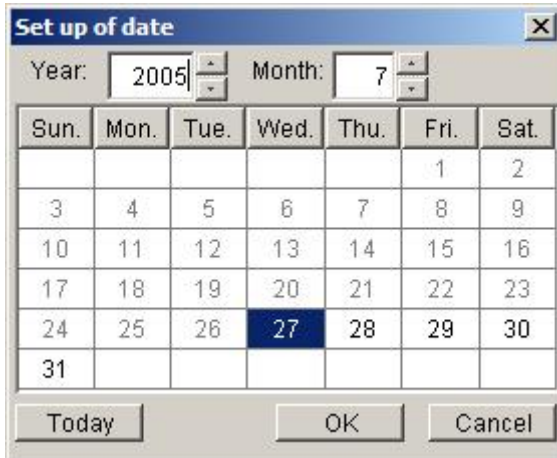 Set up of date
Year: 2005 Month: 7
Sun. Mon. Tue. Wed. Thu. Fri. Sat.
1 2
3 4 5 6 7 8 9
10 11 12 13 14 15 16
17 18 19 20 21 22 23
24 25 26 27 28 29 30
31
Today OK Cancel